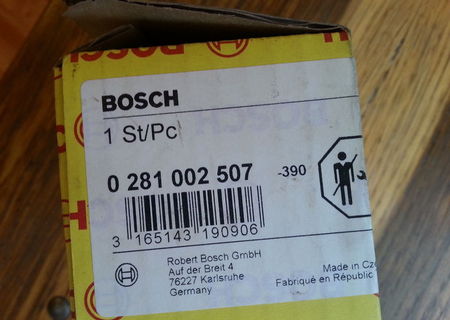 BOSCH
BOSCH
1 St/Pc
0 281 002 507 -390
3 165143 190906
Robert Bosch GmbH
Auf der Breit 4
76227 Karlsruhe
Germany
Made in Cz
Fabriqué en Républic